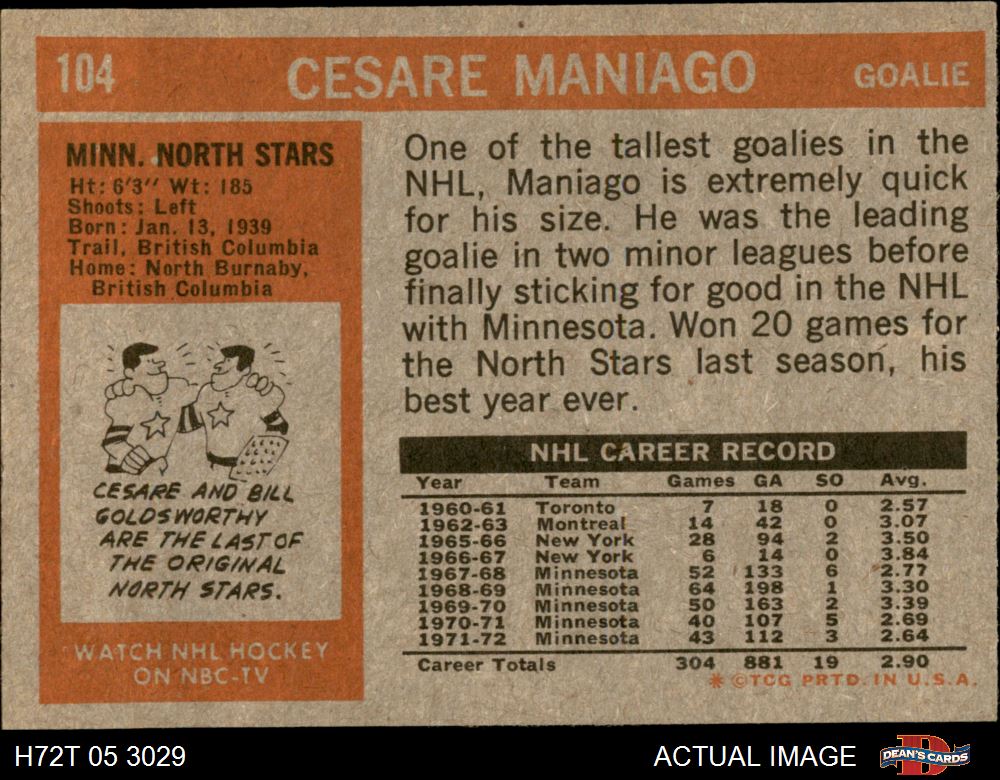 104 CESARE MANIAGO GOALIE
MINN. NORTH STARS
Ht: 6'3" Wt: 185
Shoots: Left
Born: Jan. 13, 1939
Trail, British Columbia
Home: North Burnaby,
British Columbia
CESARE AND BILL
GOLDSWORTHY
ARE THE LAST OF
THE ORIGINAL
NORTH STARS.
WATCH NHL HOCKEY
ON NBC-TV
One of the tallest goalies in the
NHL, Maniago is extremely quick
for his size. He was the leading
goalie in two minor leagues before
finally sticking for good in the NHL
with Minnesota. Won 20 games for
the North Stars last season, his
best year ever.
NHL CAREER RECORD
Year Team Games GA SO Avg.
1960-61 Toronto 7 18 0 2.57
1962-63 Montreal 14 42 0 3.07
1965-66 New York 28 94 2 3.50
1966-67 New York 6 14 0 3.84
1967-68 Minnesota 52 133 6 2.77
1968-69 Minnesota 64 198 1 3.30
1969-70 Minnesota 50 163 2 3.39
1970-71 Minnesota 40 107 5 2.69
1971-72 Minnesota 43 112 3 2.64
Career Totals 304 881 19 2.90
* ©TCG PRTD. IN U.S.A.
H72T 05 3029 ACTUAL IMAGE DEAN'S CARDS